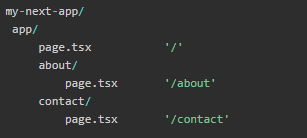 my-next-app/
app/
page.tsx '/'
about/
page.tsx '/about'
contact/
page.tsx '/contact'